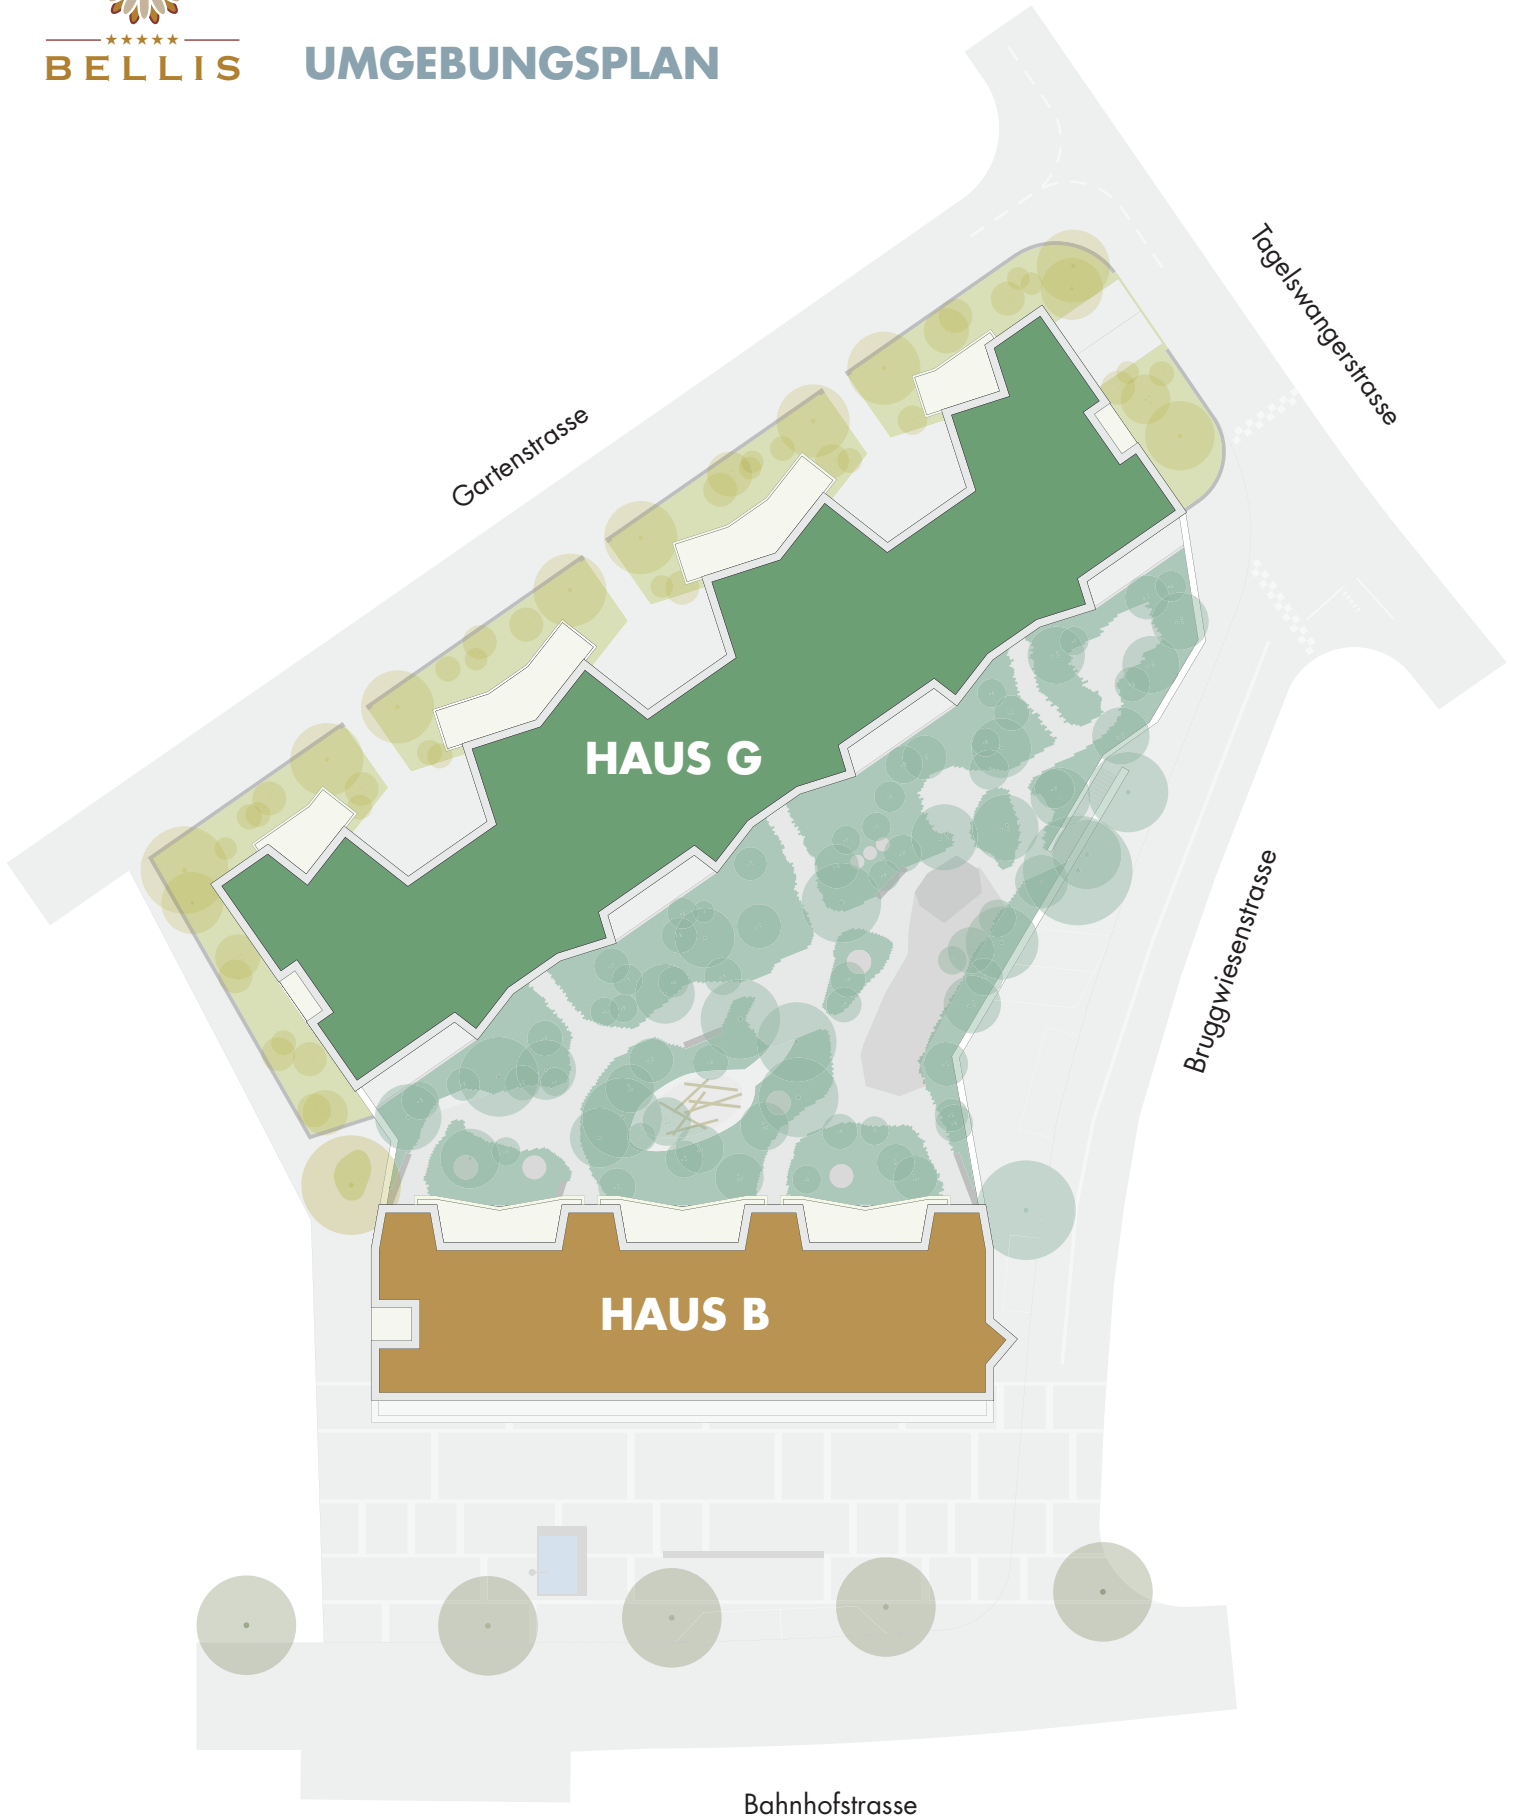 BELLIS
UMGEBUNGSPLAN
Tagelswangerstrasse
Gartenstrasse
HAUS G
Bruggwiesenstrasse
HAUS B
Bahnhofstrasse